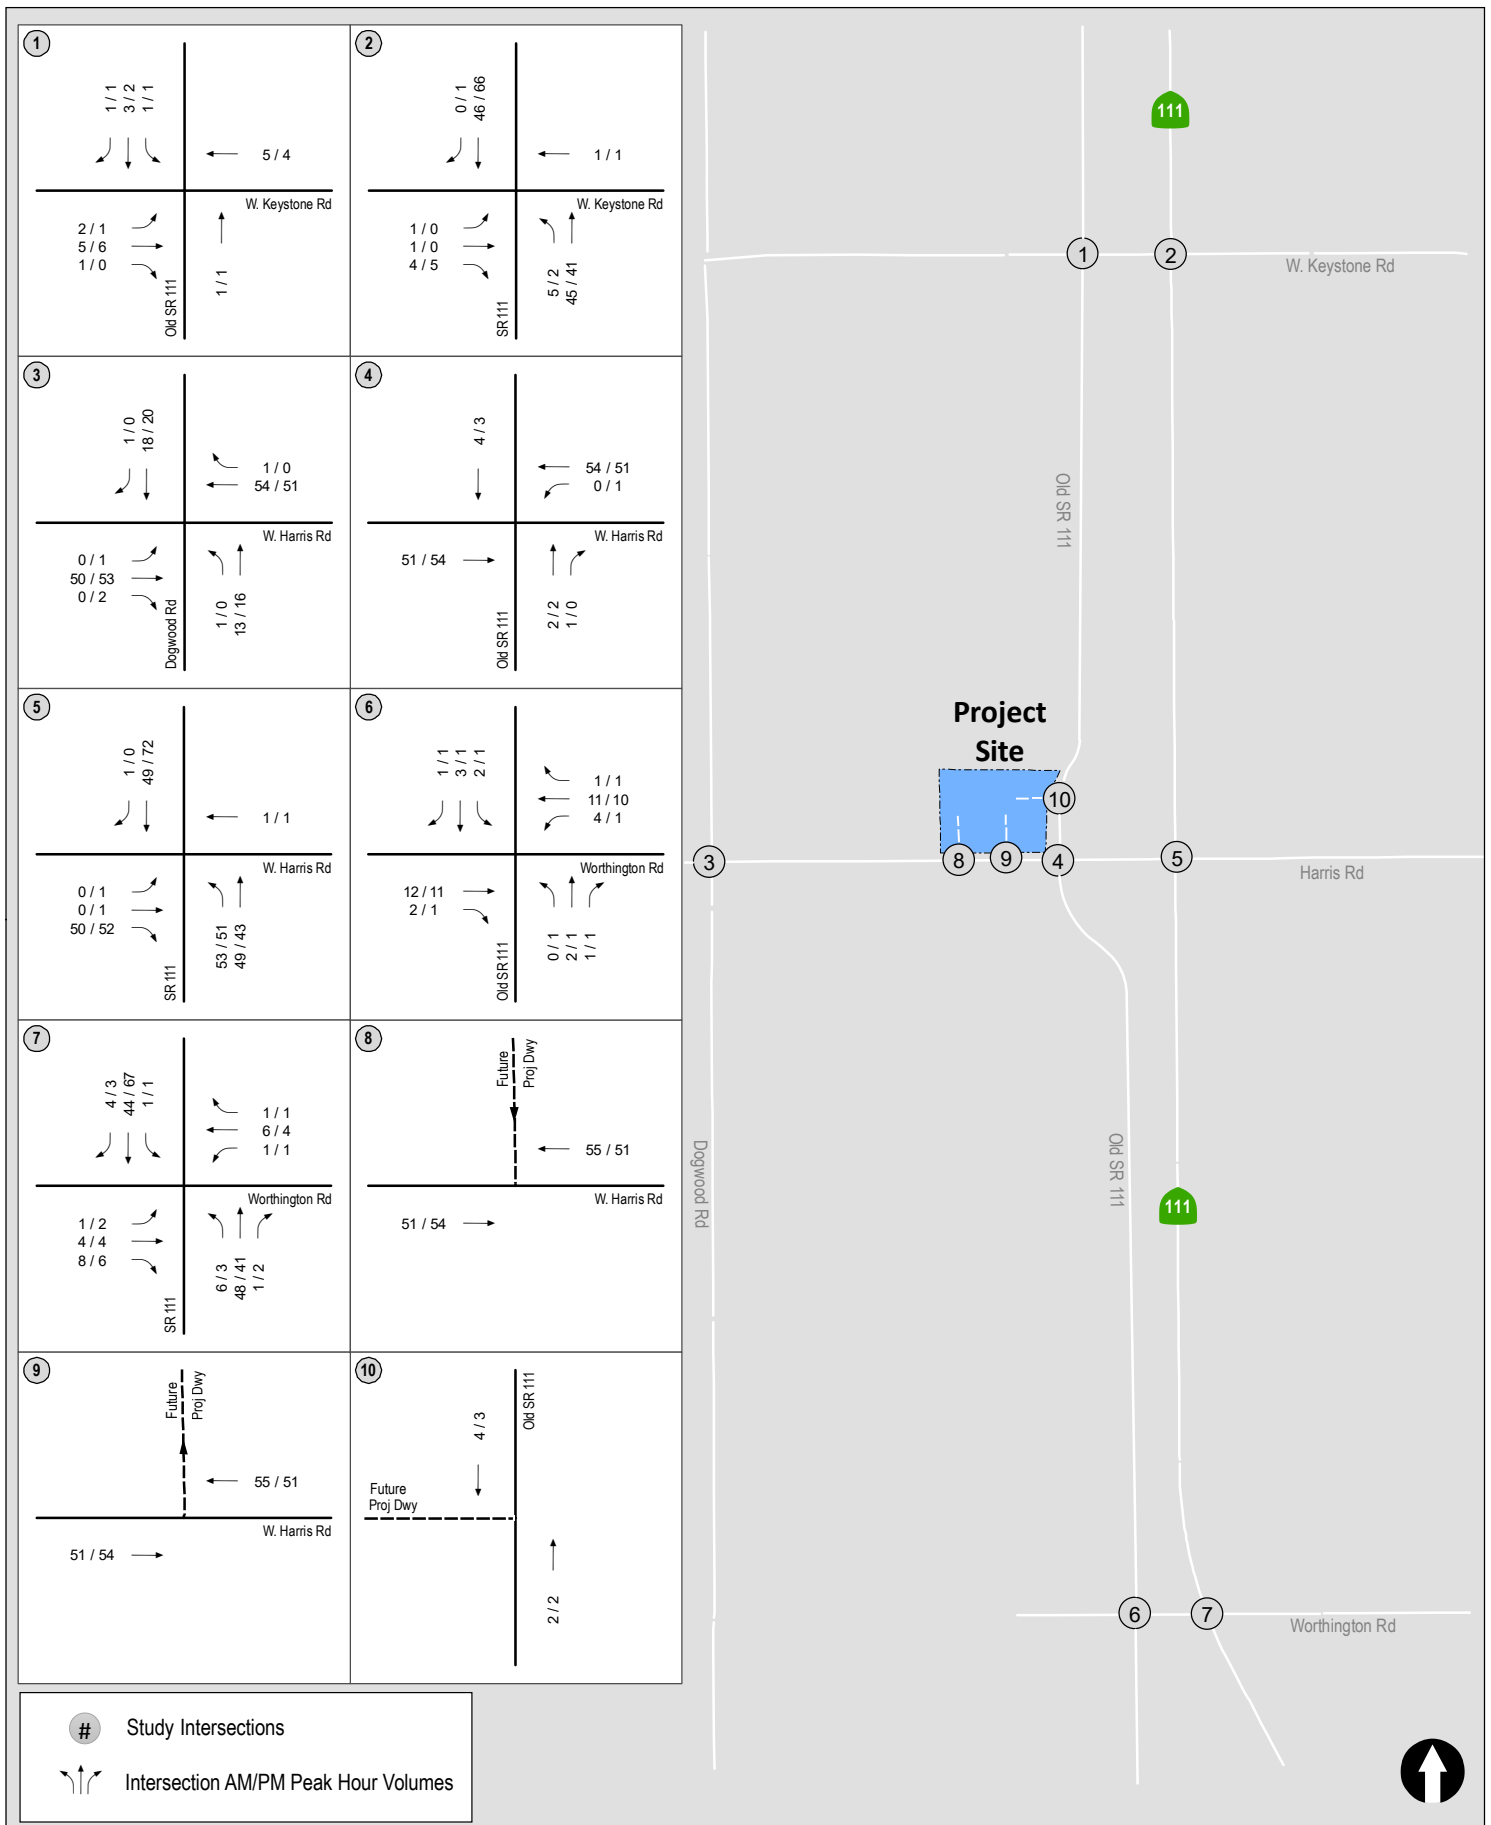 1
1 / 1
3 / 2
1 / 1
5 / 4
W. Keystone Rd
2 / 1
5 / 6
1 / 0
Old SR 111
1 / 1
2
0 / 1
46 / 66
1 / 1
W. Keystone Rd
1 / 0
1 / 0
4 / 5
SR 111
5 / 2
45 / 41
3
1 / 0
18 / 20
1 / 0
54 / 51
W. Harris Rd
0 / 1
50 / 53
0 / 2
Dogwood Rd
1 / 0
13 / 16
4
4 / 3
54 / 51
0 / 1
W. Harris Rd
51 / 54
Old SR 111
2 / 2
1 / 0
5
1 / 0
49 / 72
1 / 1
W. Harris Rd
0 / 1
0 / 1
50 / 52
SR 111
53 / 51
49 / 43
6
1 / 1
3 / 1
2 / 1
1 / 1
11 / 10
4 / 1
Worthington Rd
12 / 11
2 / 1
Old SR 111
0 / 1
2 / 1
1 / 1
7
4 / 3
44 / 67
1 / 1
1 / 1
6 / 4
1 / 1
Worthington Rd
1 / 2
4 / 4
8 / 6
SR 111
6 / 3
48 / 41
1 / 2
8
Future
Proj Dwy
55 / 51
W. Harris Rd
51 / 54
9
Future
Proj Dwy
55 / 51
W. Harris Rd
51 / 54
10
4 / 3
Old SR 111
Future
Proj Dwy
2 / 2
# Study Intersections
Intersection AM/PM Peak Hour Volumes
111
1
2
W. Keystone Rd
Old SR 111
Project
Site
10
3
8
9
4
5
Harris Rd
Dogwood Rd
Old SR 111
111
6
7
Worthington Rd